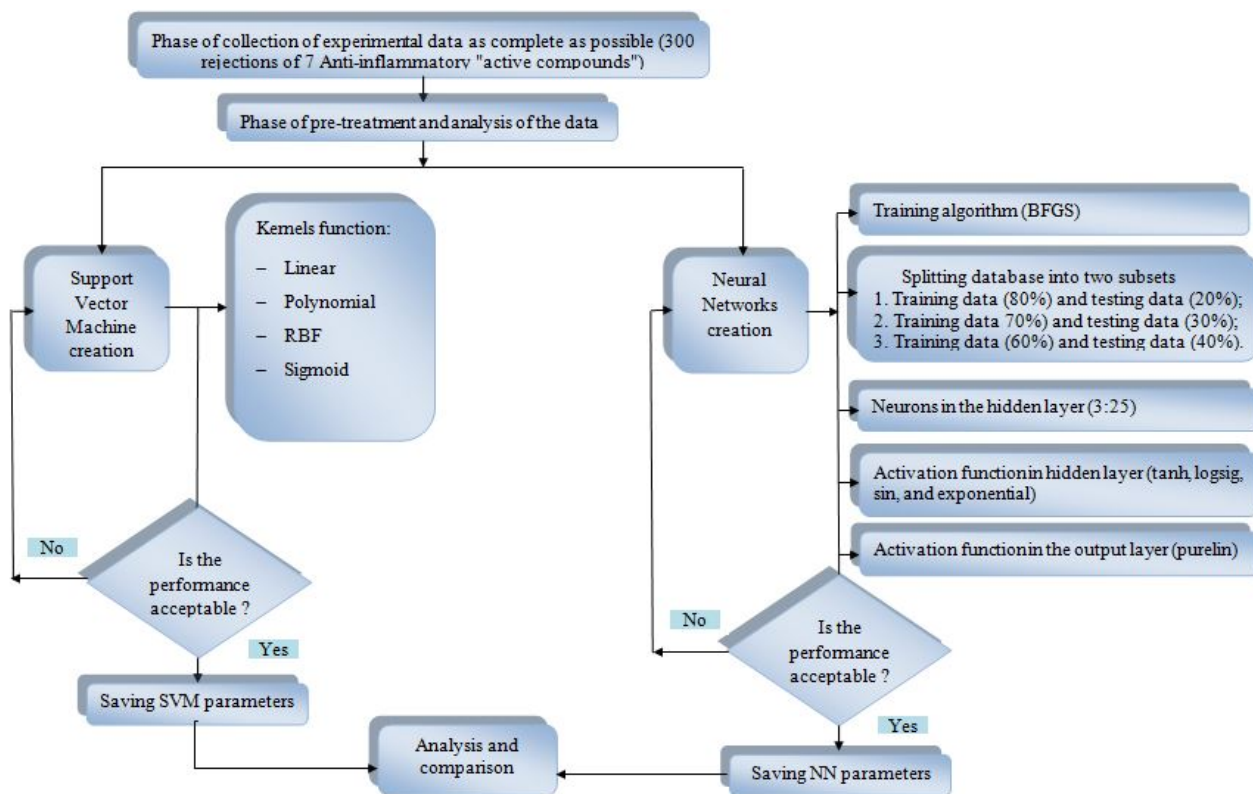 Phase of collection of experimental data as complete as possible (300
rejections of 7 Anti-inflammatory "active compounds")
Phase of pre-treatment and analysis of the data
Support
Vector
Machine
creation
Kernels function:
– Linear
– Polynomial
– RBF
– Sigmoid
No
Is the
performance
acceptable ?
Yes
Saving SVM parameters
Neural
Networks
creation
Training algorithm (BFGS)
Splitting database into two subsets
1. Training data (80%) and testing data (20%);
2. Training data 70%) and testing data (30%);
3. Training data (60%) and testing data (40%).
Neurons in the hidden layer (3:25)
Activation function in hidden layer (tanh, logsig,
sin, and exponential)
Activation function in the output layer (purelin)
No
Is the
performance
acceptable ?
Yes
Saving NN parameters
Analysis and
comparison